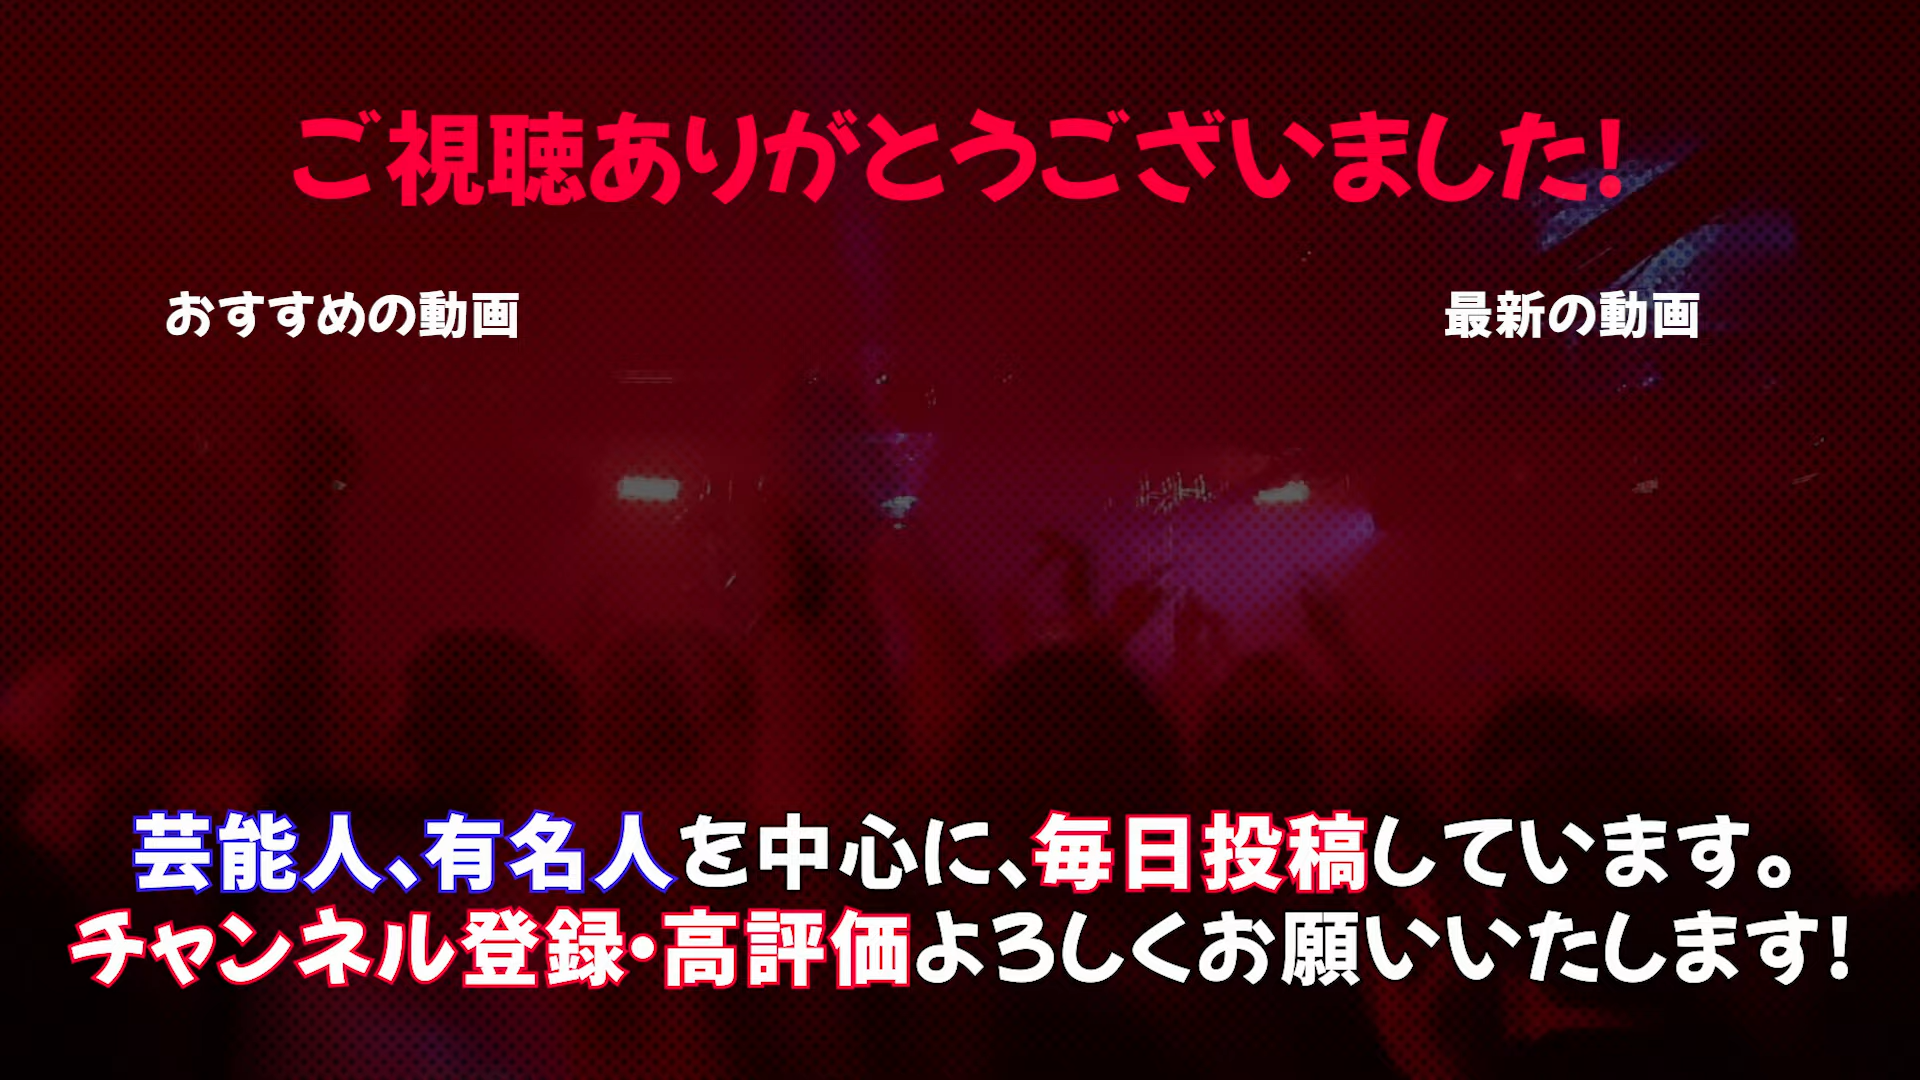 ご視聴ありがとうございました!
おすすめの動画
最新の動画
芸能人、有名人を中心に、毎日投稿しています。
チャンネル登録・高評価よろしくお願いいたします!